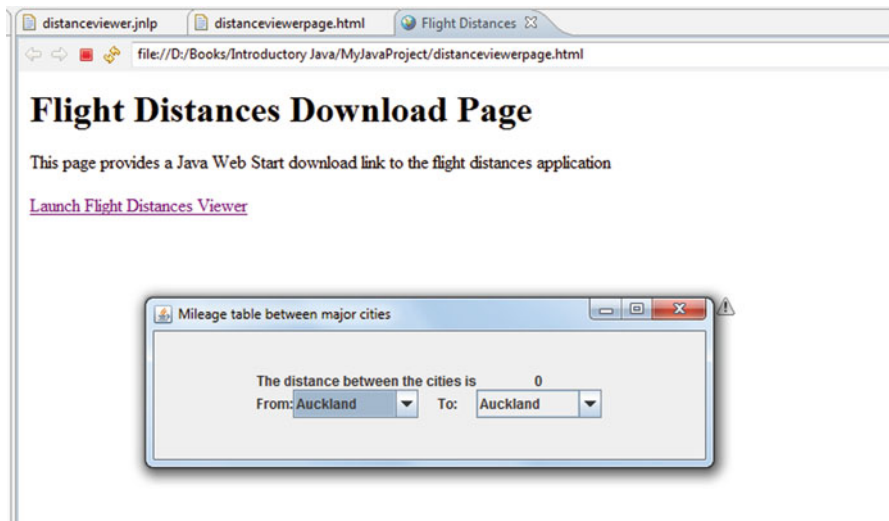 distanceviewer.jnlp distanceviewerpage.html Flight Distances
file://D:/Books/Introductory Java/MyJavaProject/distanceviewerpage.html
Flight Distances Download Page
This page provides a Java Web Start download link to the flight distances application
Launch Flight Distances Viewer
Mileage table between major cities
The distance between the cities is 0
From: Auckland To: Auckland